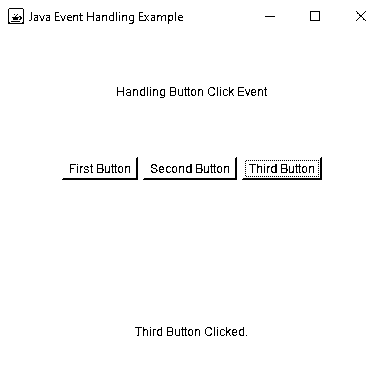 Java Event Handling Example
Handling Button Click Event
First Button Second Button Third Button
Third Button Clicked.